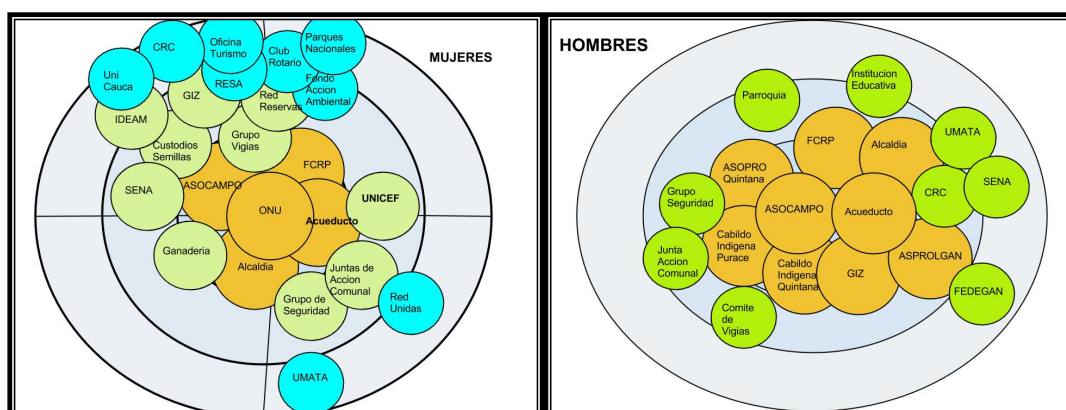 MUJERES
Oficina
Turismo
Parques
Nacionales
CRC
Club
Rotario
Uni
Cauca
RESA
Fondo
Accion
Ambiental
GIZ
Red
Reservas
IDEAM
Grupo
Vigias
Custodios
Semillas
FCRP
SENA
ASOCAMPO
UNICEF
ONU
Acueducto
Ganaderia
Alcaldia
Juntas de
Accion
Comunal
Grupo de
Seguridad
Red
Unidas
UMATA
HOMBRES
Institucion
Educativa
Parroquia
FCRP
Alcaldia
UMATA
ASOPRO
Quintana
Grupo
Seguridad
CRC
SENA
ASOCAMPO
Acueducto
Cabildo
Indigena
Purace
Junta
Accion
Comunal
Cabildo
Indigena
Quintana
GIZ
ASPROLGAN
FEDEGAN
Comite
de
Vigias